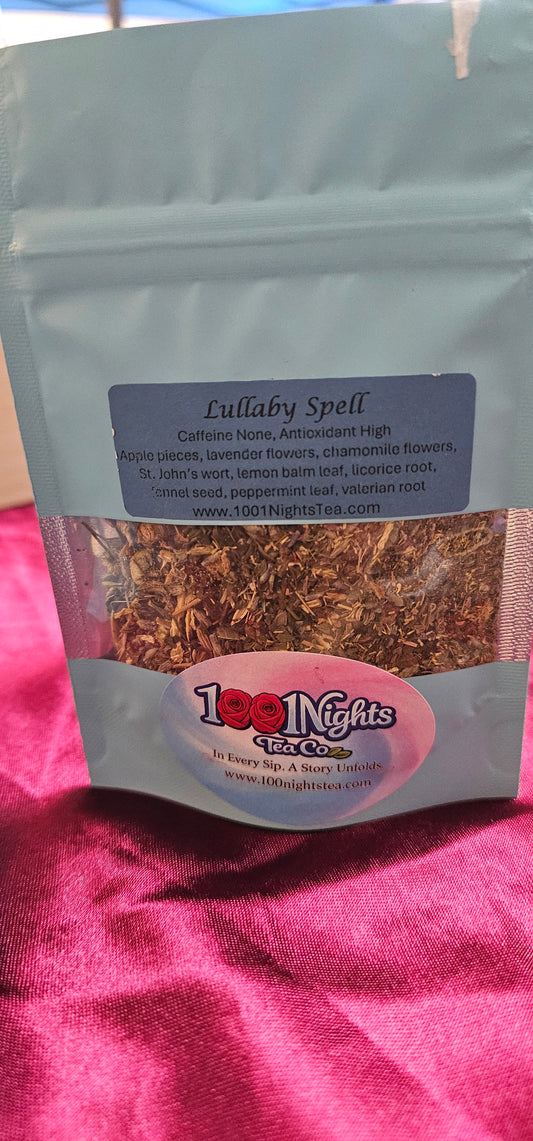 Lullaby Spell
Caffeine None, Antioxidant High
Apple pieces, lavender flowers, chamomile flowers,
St. John's wort, lemon balm leaf, licorice root,
fennel seed, peppermint leaf, valerian root
www.1001NightsTea.com
1001Nights
Tea Co
In Every Sip. A Story Unfolds
www.100nightstea.com